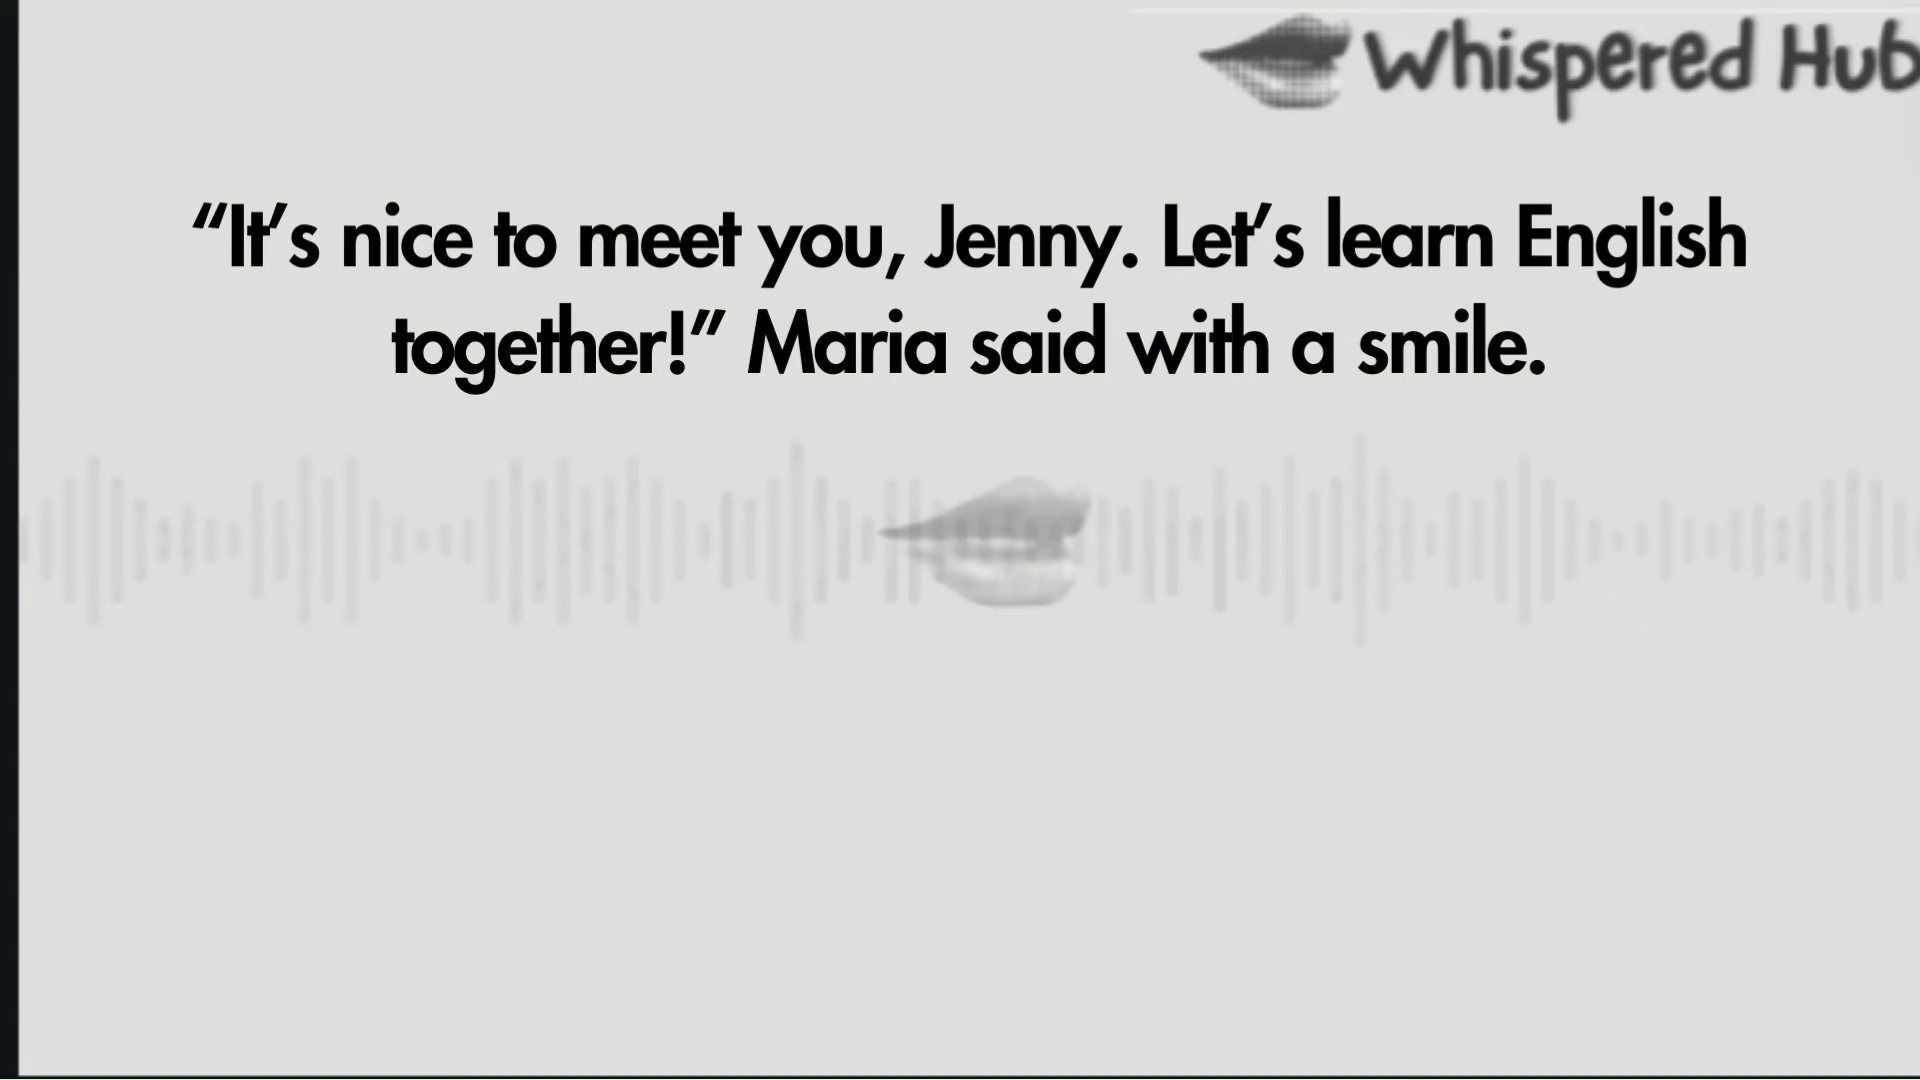 Whispered Hub
“It’s nice to meet you, Jenny. Let’s learn English
together!” Maria said with a smile.